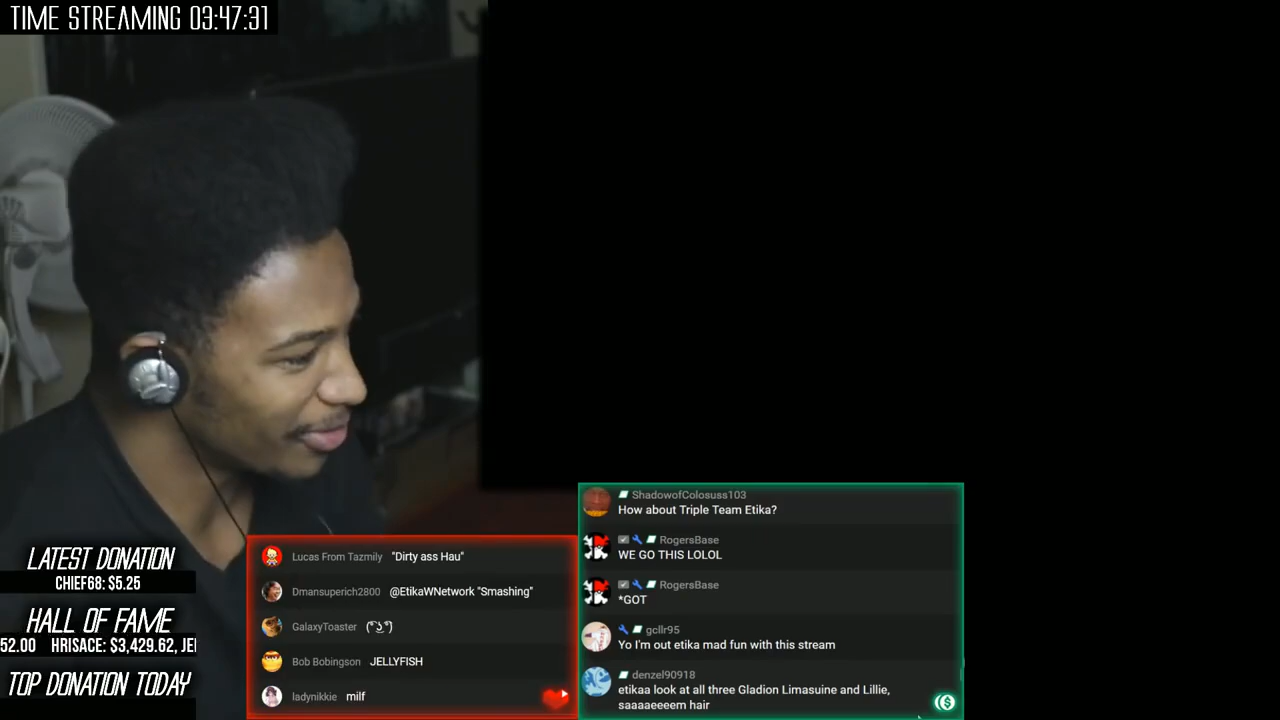 TIME STREAMING 03:47:31
LATEST DONATION
CHIEF68: $5.25
HALL OF FAME
52.00 HRISACE: $3,429.62, JEI
TOP DONATION TODAY
Lucas From Tazmily "Dirty ass Hau"
Dmansuperich2800 @EtikaWNetwork "Smashing"
GalaxyToaster ( ͡° ͜ʖ ͡°)
Bob Bobingson JELLYFISH
ladynikkie milf
ShadowofColosuss103
How about Triple Team Etika?
RogersBase
WE GO THIS LOLOL
RogersBase
*GOT
gcllr95
Yo I'm out etika mad fun with this stream
denzel90918
etikaa look at all three Gladion Limasuine and Lillie,
saaaaeeeem hair